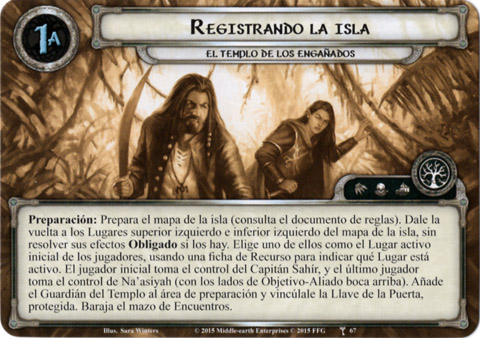 1A
REGISTRANDO LA ISLA
EL TEMPLO DE LOS ENGAÑADOS
Preparación: Prepara el mapa de la isla (consulta el documento de reglas). Dale la
vuelta a los Lugares superior izquierdo e inferior izquierdo del mapa de la isla, sin
resolver sus efectos Obligado si los hay. Elige uno de ellos como el Lugar activo
inicial de los jugadores, usando una ficha de Recurso para indicar qué Lugar está
activo. El jugador inicial toma el control del Capitán Sahír, y el último jugador
toma el control de Na'asiyah (con los lados de Objetivo-Aliado boca arriba). Añade
el Guardián del Templo al área de preparación y vincúlale la Llave de la Puerta,
protegida. Baraja el mazo de Encuentros.
Illus. Sara Winters
© 2015 Middle-earth Enterprises © 2015 FFG
67